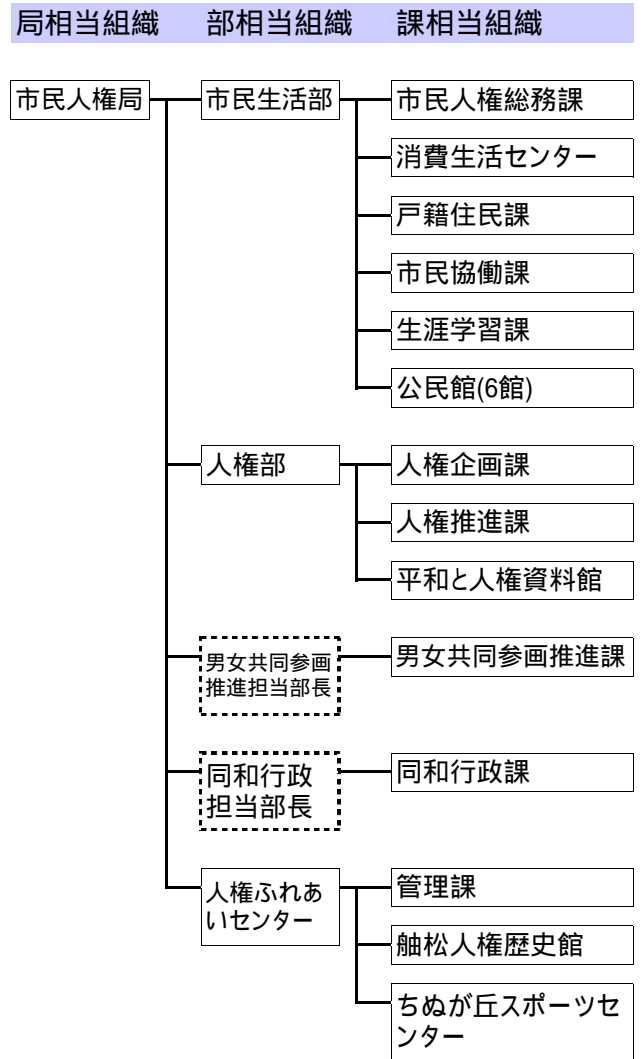 局相当組織 部相当組織 課相当組織
市民人権局 市民生活部 市民人権総務課
消費生活センター
戸籍住民課
市民協働課
生涯学習課
公民館(6館)
人権部 人権企画課
人権推進課
平和と人権資料館
男女共同参画
推進担当部長
男女共同参画推進課
同和行政
担当部長
同和行政課
人権ふれあ
いセンター
管理課
舳松人権歴史館
ちぬが丘スポーツセ
ンター